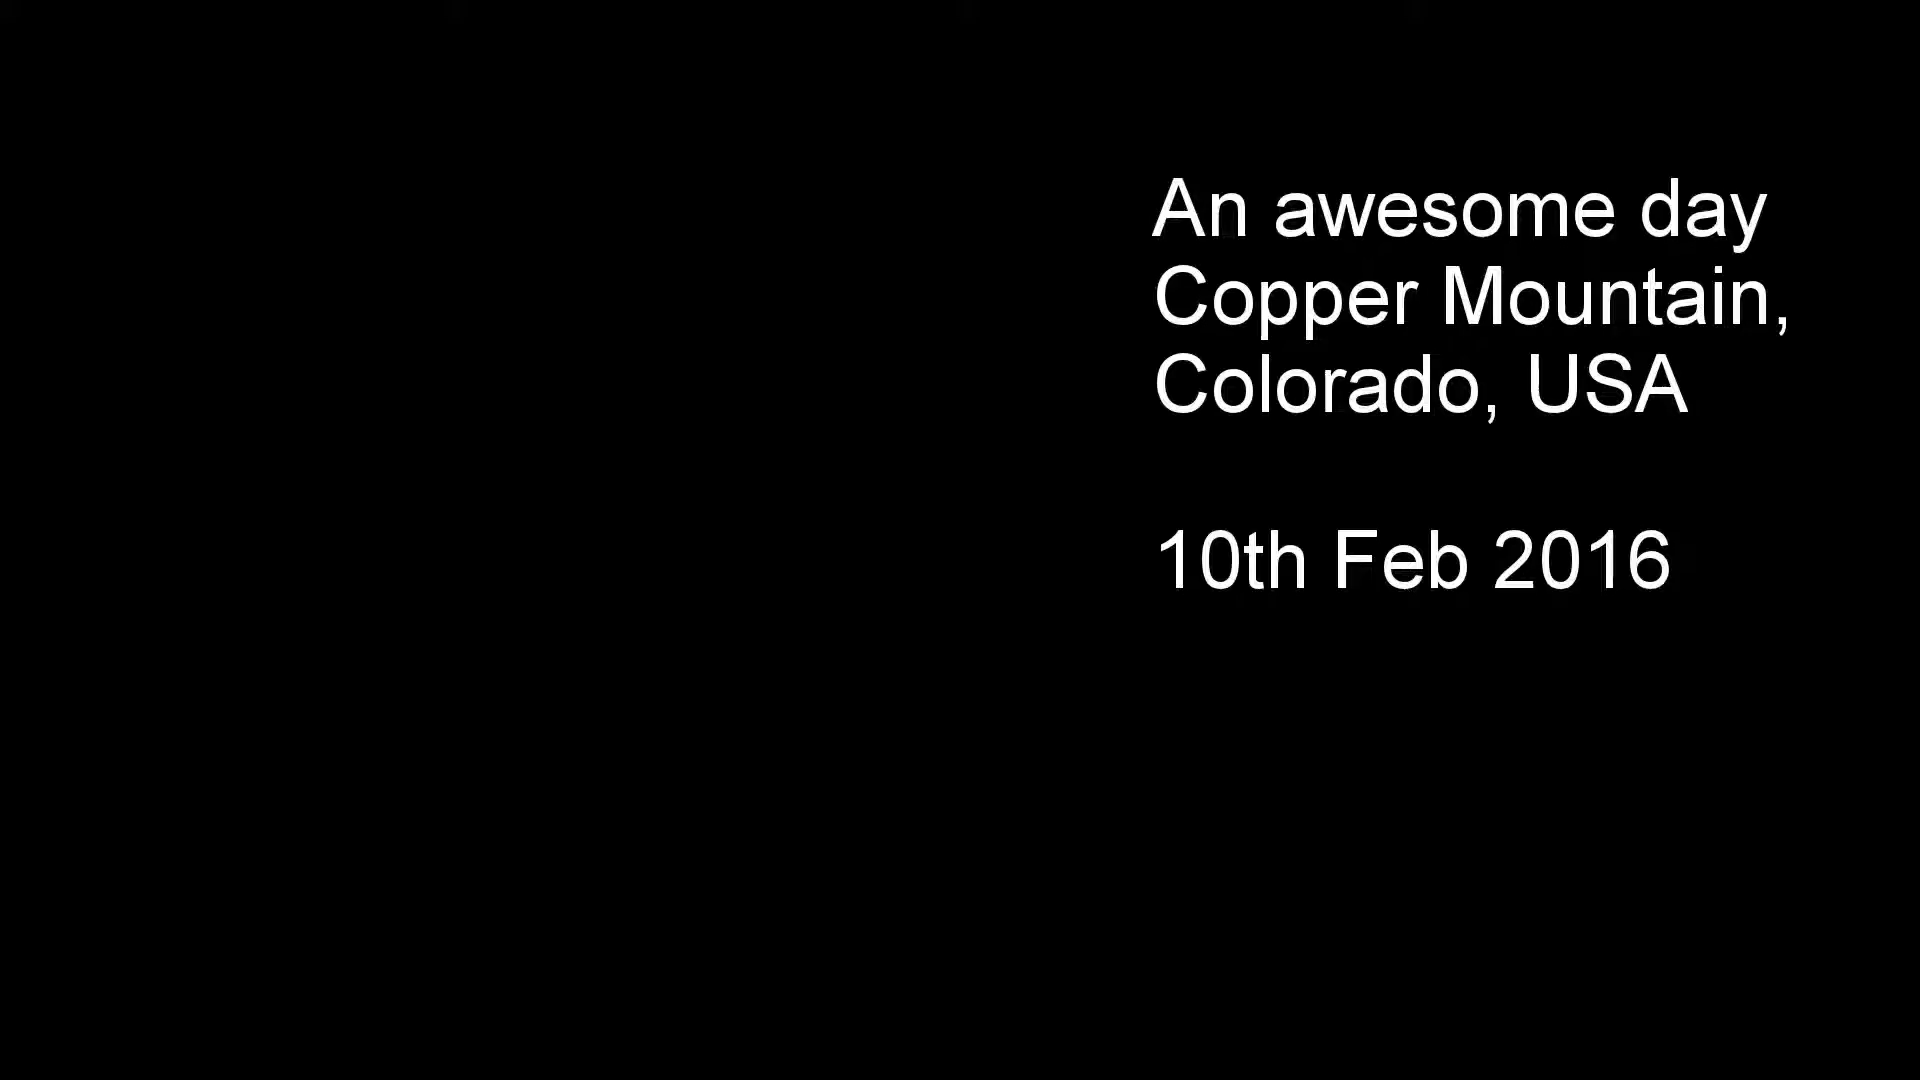 An awesome day
Copper Mountain,
Colorado, USA
10th Feb 2016